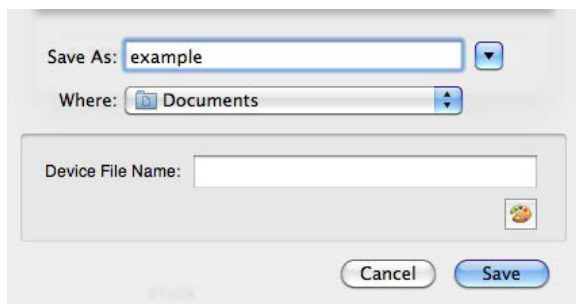 Save As: example
Where: Documents
Device File Name:
Cancel Save